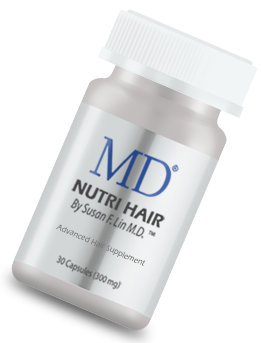 MD®
NUTRI HAIR
By Susan F. Lin M.D. ™
Advanced Hair Supplement
30 Capsules (300 mg)